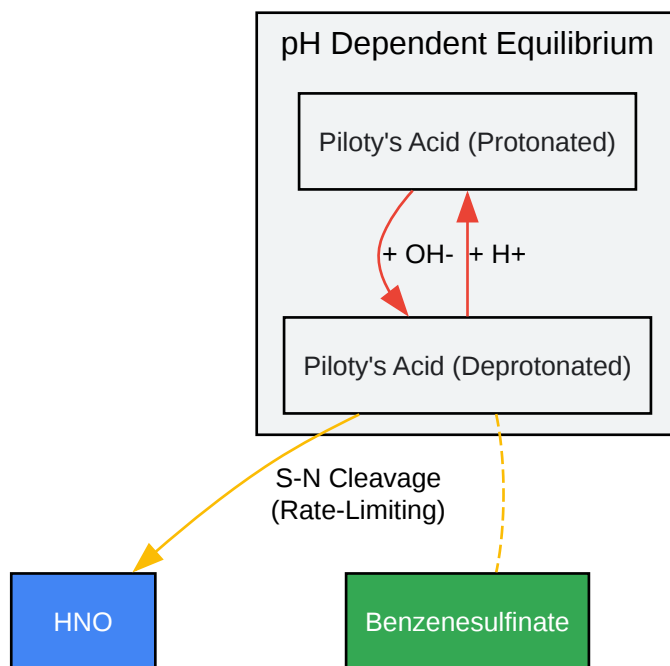 pH Dependent Equilibrium
Piloty's Acid (Protonated)
+ OH- + H+
Piloty's Acid (Deprotonated)
S-N Cleavage
(Rate-Limiting)
HNO
Benzenesulfinate